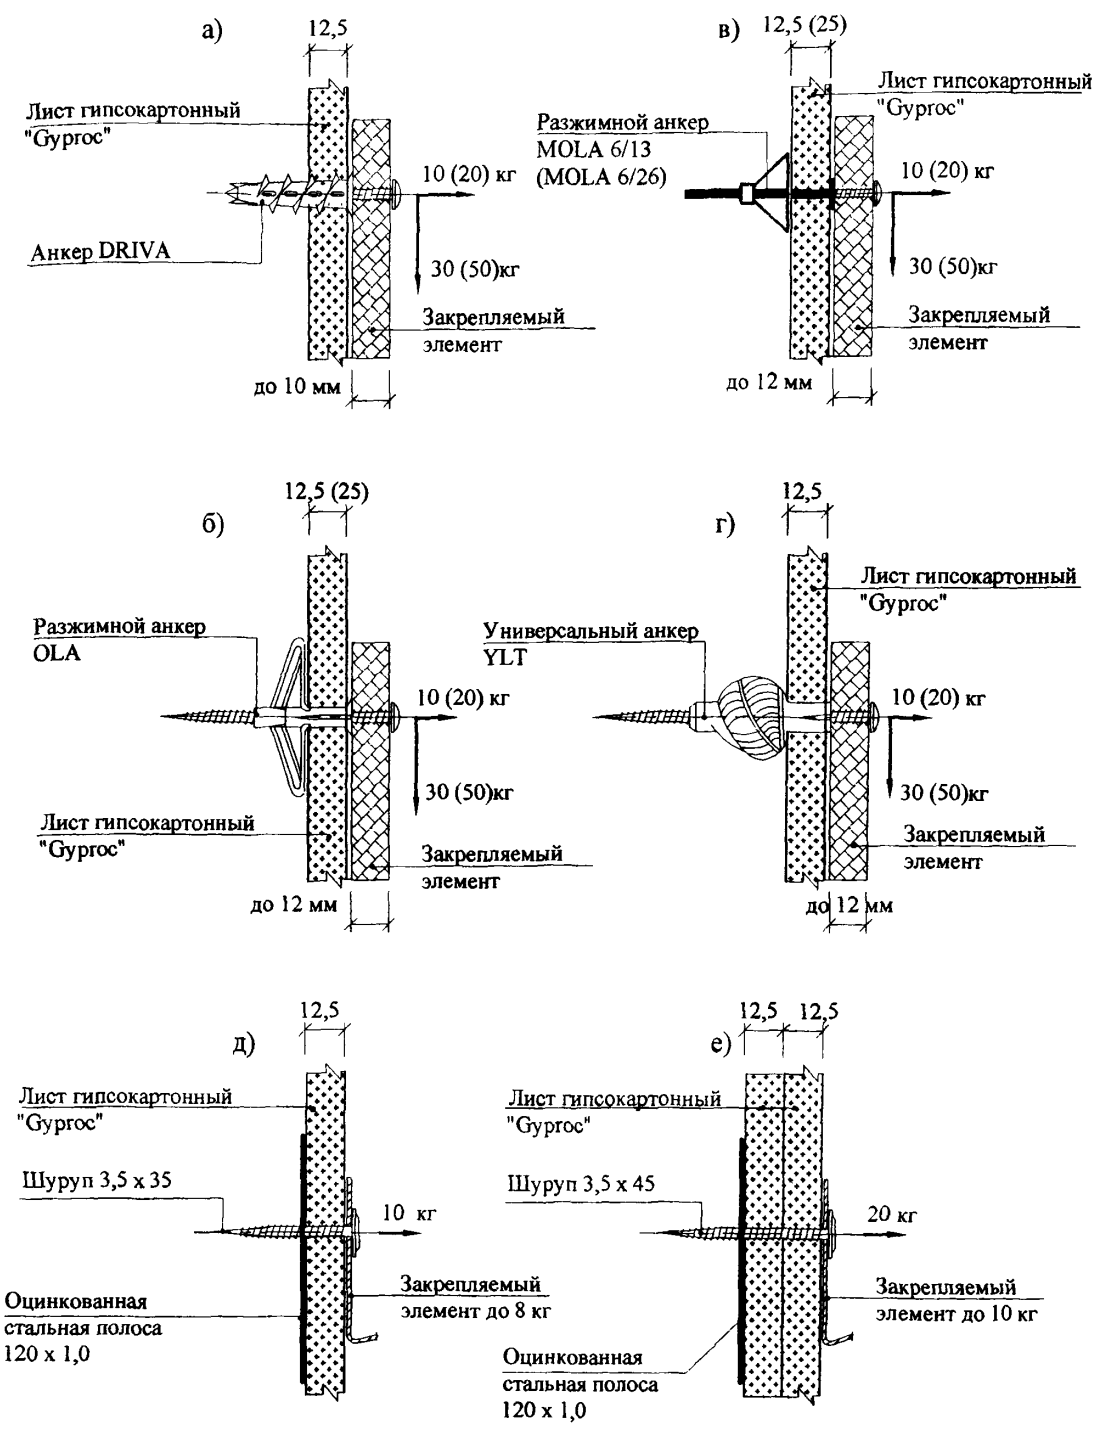 а)
12,5
Лист гипсокартонный
"Gyproc"
10 (20) кг
Анкер DRIVA
30 (50)кг
Закрепляемый
элемент
до 10 мм
в)
12,5 (25)
Лист гипсокартонный
"Gyproc"
Разжимной анкер
MOLA 6/13
(MOLA 6/26)
10 (20) кг
30 (50)кг
Закрепляемый
элемент
до 12 мм
б)
12,5 (25)
Разжимной анкер
OLA
10 (20) кг
30 (50)кг
Лист гипсокартонный
"Gyproc"
Закрепляемый
элемент
до 12 мм
г)
12,5
Лист гипсокартонный
"Gyproc"
Универсальный анкер
YLT
10 (20) кг
30 (50)кг
Закрепляемый
элемент
до 12 мм
д)
12,5
Лист гипсокартонный
"Gyproc"
Шуруп 3,5 x 35
10 кг
Закрепляемый
элемент до 8 кг
Оцинкованная
стальная полоса
120 x 1,0
е)
12,5 12,5
Лист гипсокартонный
"Gyproc"
Шуруп 3,5 x 45
20 кг
Закрепляемый
элемент до 10 кг
Оцинкованная
стальная полоса
120 x 1,0